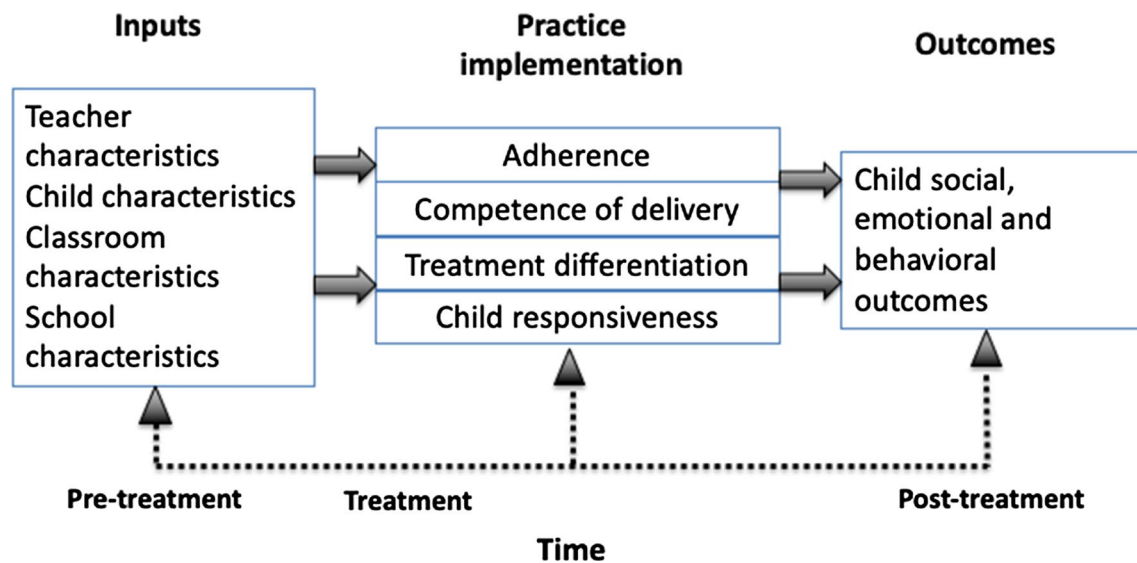 Inputs
Practice
implementation
Outcomes
Teacher
characteristics
Child characteristics
Classroom
characteristics
School
characteristics
Adherence
Competence of delivery
Treatment differentiation
Child responsiveness
Child social,
emotional and
behavioral
outcomes
Pre-treatment
Treatment
Post-treatment
Time